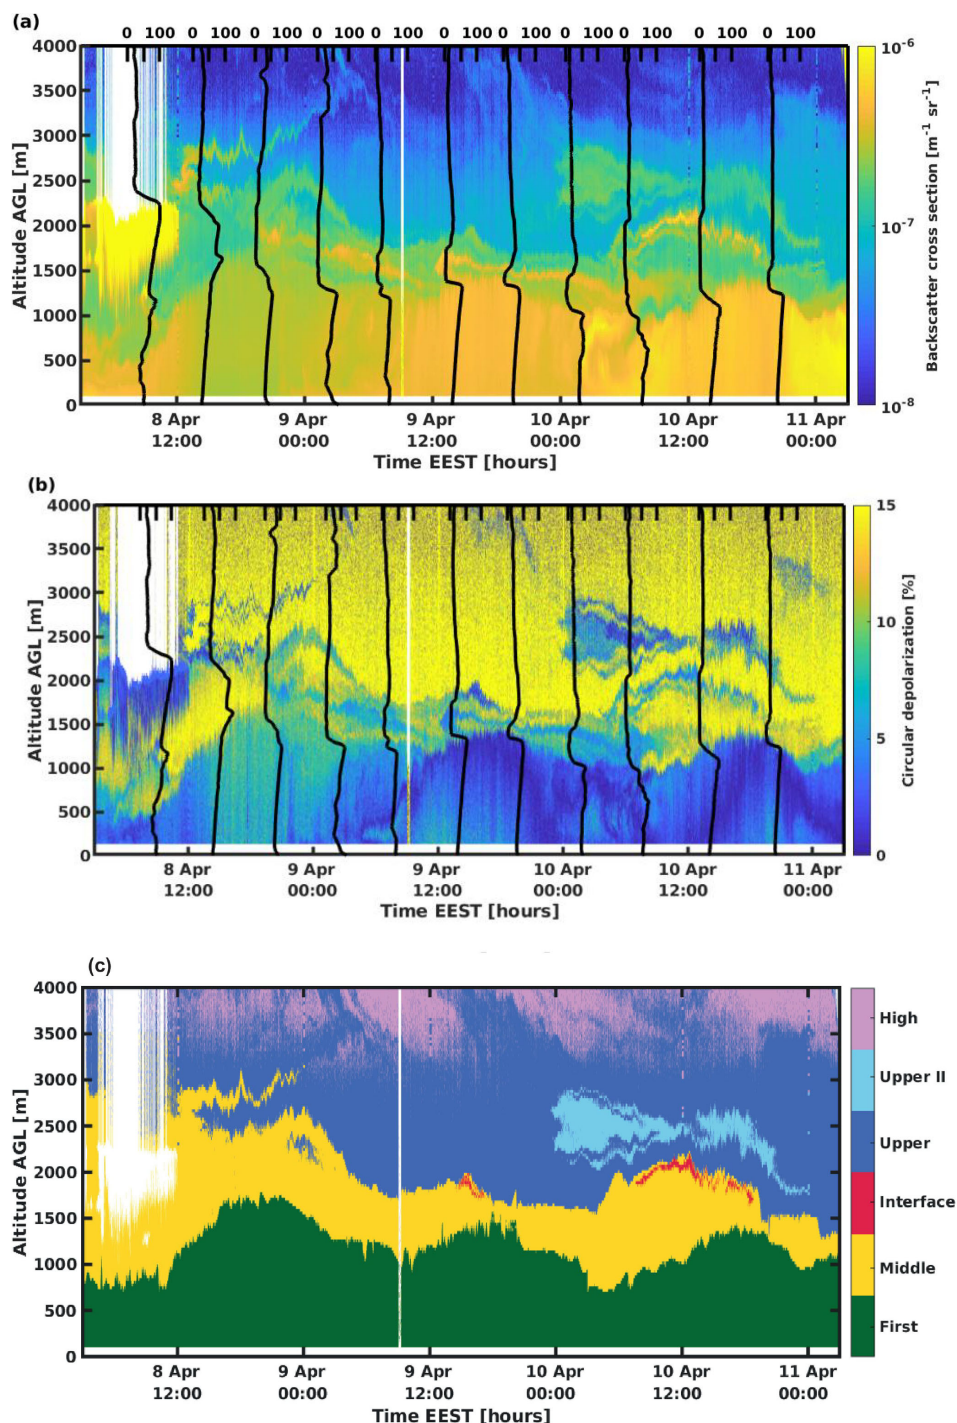 (a)
0 100 0 100 0 100 0 100 0 100 0 100 0 100 0 100 0 100 0 100 0 100
4000
3500
3000
2500
2000
1500
1000
500
0
Altitude AGL [m]
8 Apr 12:00
9 Apr 00:00
9 Apr 12:00
10 Apr 00:00
10 Apr 12:00
11 Apr 00:00
Time EEST [hours]
10-6
10-7
10-8
Backscatter cross section [m-1 sr-1]
(b)
4000
3500
3000
2500
2000
1500
1000
500
0
Altitude AGL [m]
8 Apr 12:00
9 Apr 00:00
9 Apr 12:00
10 Apr 00:00
10 Apr 12:00
11 Apr 00:00
Time EEST [hours]
15
10
5
0
Circular depolarization [%]
(c)
4000
3500
3000
2500
2000
1500
1000
500
0
Altitude AGL [m]
8 Apr 12:00
9 Apr 00:00
9 Apr 12:00
10 Apr 00:00
10 Apr 12:00
11 Apr 00:00
Time EEST [hours]
High
Upper II
Upper
Interface
Middle
First